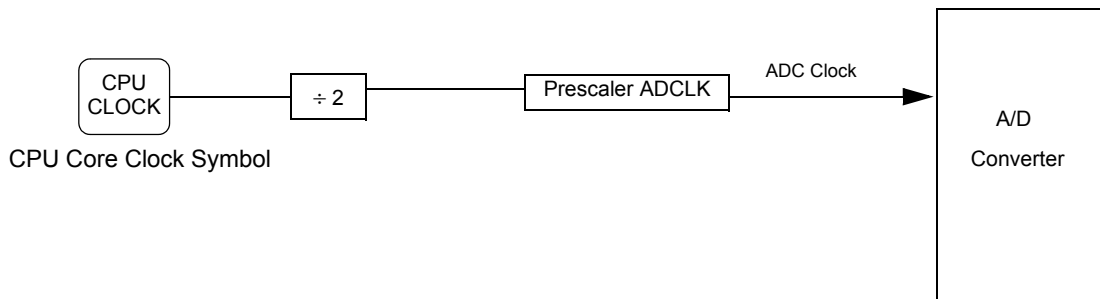 CPU
CLOCK
CPU Core Clock Symbol
÷ 2
Prescaler ADCLK
ADC Clock
A/D
Converter